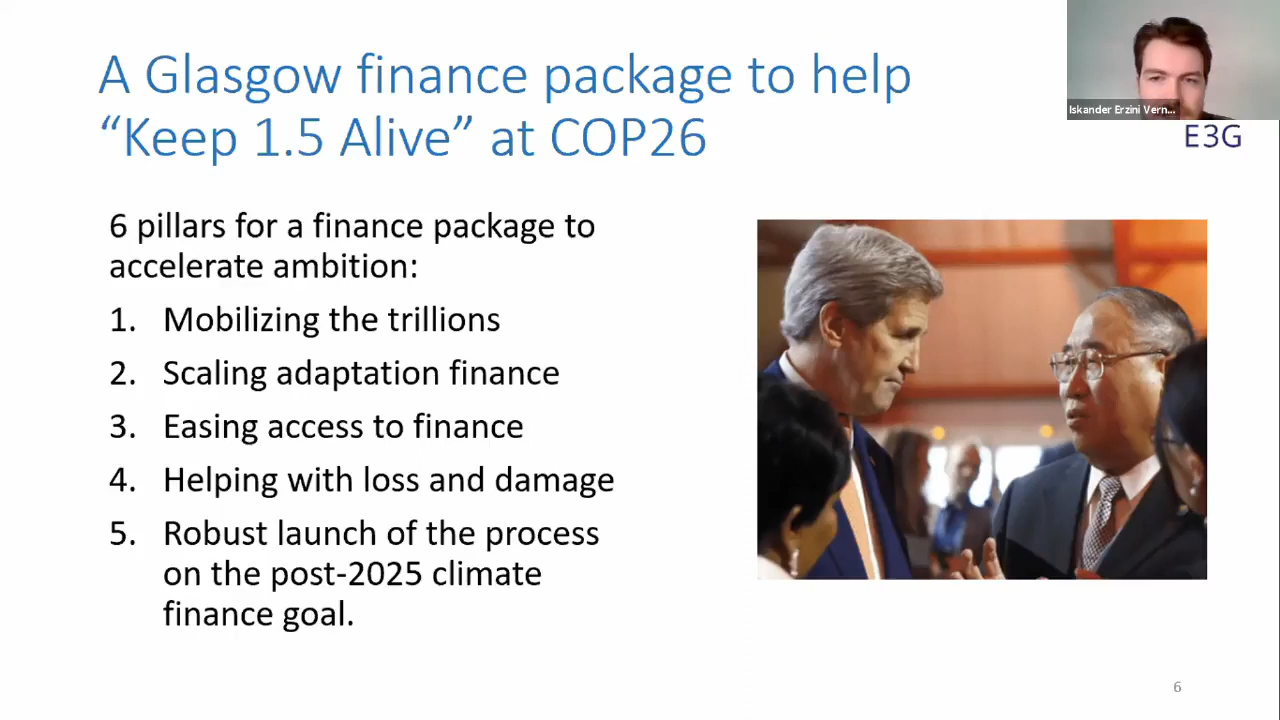 A Glasgow finance package to help
“Keep 1.5 Alive” at COP26
Iskander Erzini Vern...
E3G
6 pillars for a finance package to
accelerate ambition:
1. Mobilizing the trillions
2. Scaling adaptation finance
3. Easing access to finance
4. Helping with loss and damage
5. Robust launch of the process
on the post-2025 climate
finance goal.
6